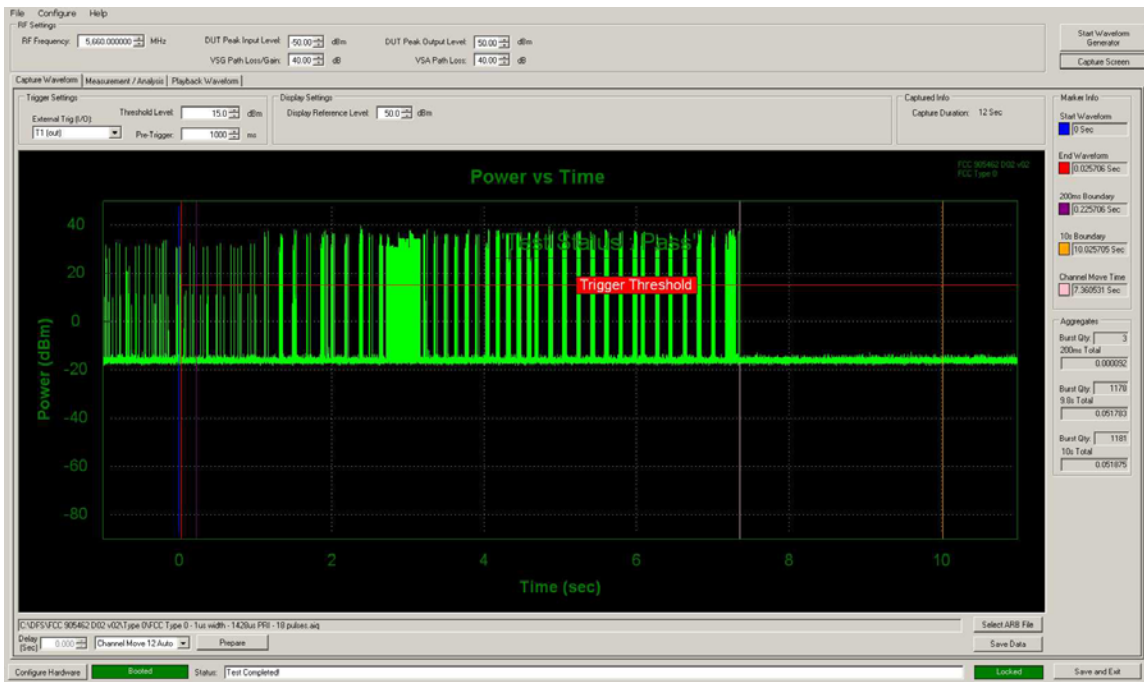 File Configure Help
RF Settings
RF Frequency: 5,660.000000 MHz
DUT Peak Input Level: -50.00 dBm
DUT Peak Output Level: 50.00 dBm
VSG Path Loss/Gain: 40.00 dB
VSA Path Loss: 40.00 dB
Start Waveform Generator
Capture Screen
Capture Waveform Measurement / Analysis Playback Waveform
Trigger Settings
External Trig (I/O):
T1 (out)
Threshold Level: 15.0 dBm
Pre-Trigger: 1000 ms
Display Settings
Display Reference Level: 50.0 dBm
Captured Info
Capture Duration: 12 Sec
Marker Info
Start Waveform
0 Sec
End Waveform
0.025706 Sec
200ms Boundary
0.225706 Sec
10s Boundary
10.025705 Sec
Channel Move Time
7.360531 Sec
Aggregates
Burst Qty: 3
200ms Total
0.000092
Burst Qty: 1178
9.8s Total
0.051783
Burst Qty: 1181
10s Total
0.051875
Power vs Time
FCC 905462 D02 v02
FCC Type 0
'Test Status : Pass'
Trigger Threshold
Power (dBm)
40
20
0
-20
-40
-60
-80
0 2 4 6 8 10
Time (sec)
C:\DFS\FCC 905462 D02 v02\Type 0\FCC Type 0 - 1us width - 1428us PRI - 18 pulses.aiq
Select ARB File
Delay (Sec) 0.000 Channel Move 12 Auto Prepare
Save Data
Configure Hardware Booted Status: Test Completed! Locked Save and Exit